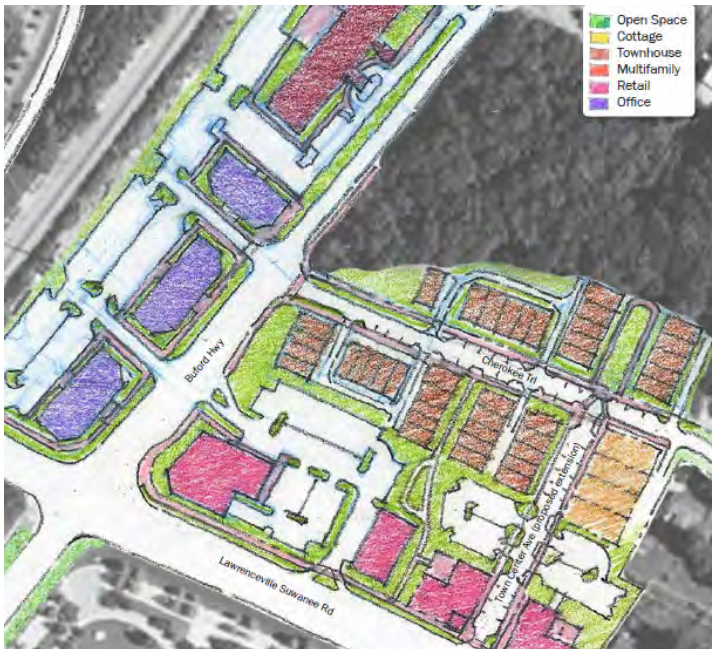 Open Space
Cottage
Townhouse
Multifamily
Retail
Office
Buford Hwy
Cherokee Trl
Town Center Ave (proposed extension)
Lawrenceville Suwanee Rd